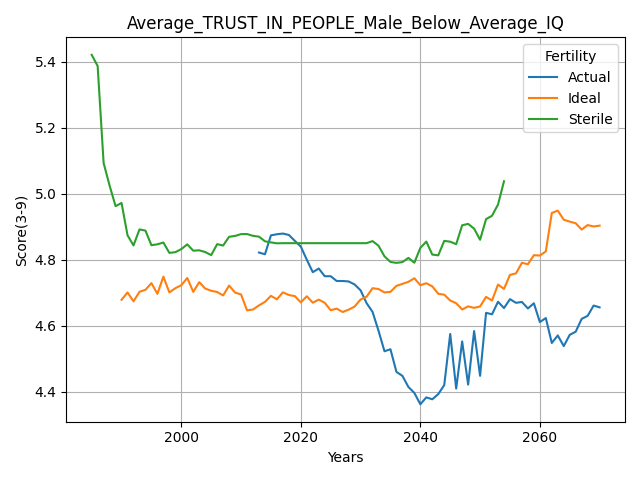 Average_TRUST_IN_PEOPLE_Male_Below_Average_IQ
Fertility
Actual
Ideal
Sterile
Score(3-9)
5.4
5.2
5.0
4.8
4.6
4.4
2000
2020
2040
2060
Years